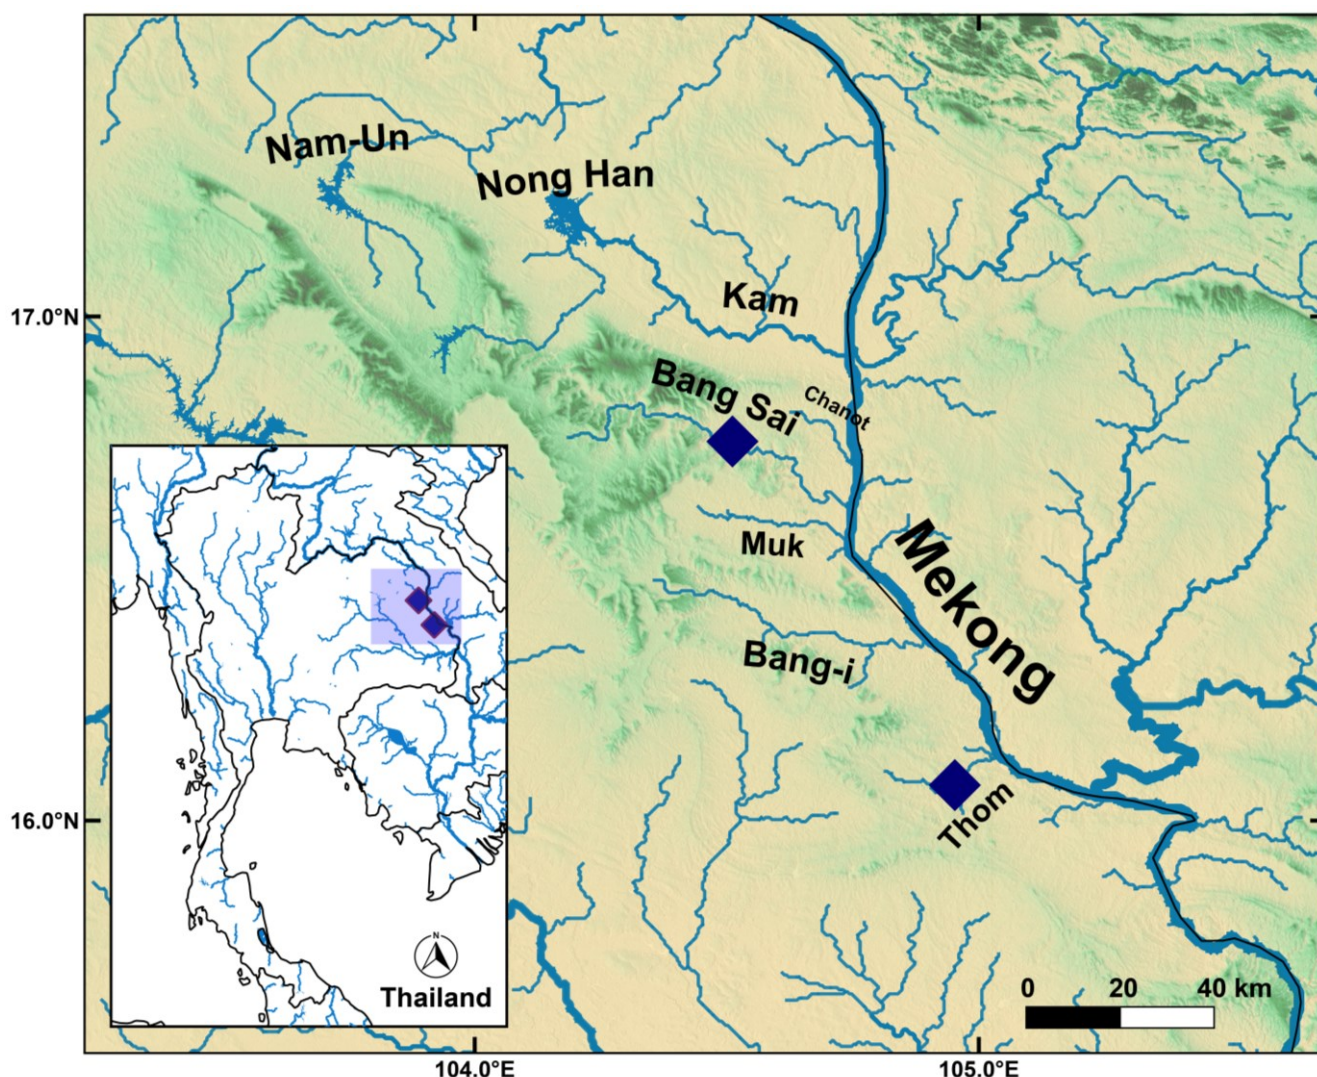 Nam-Un
Nong Han
Kam
17.0°N
Bang Sai
Chanot
Muk
Mekong
Bang-i
Thom
16.0°N
N
Thailand
0 20 40 km
104.0°E 105.0°E